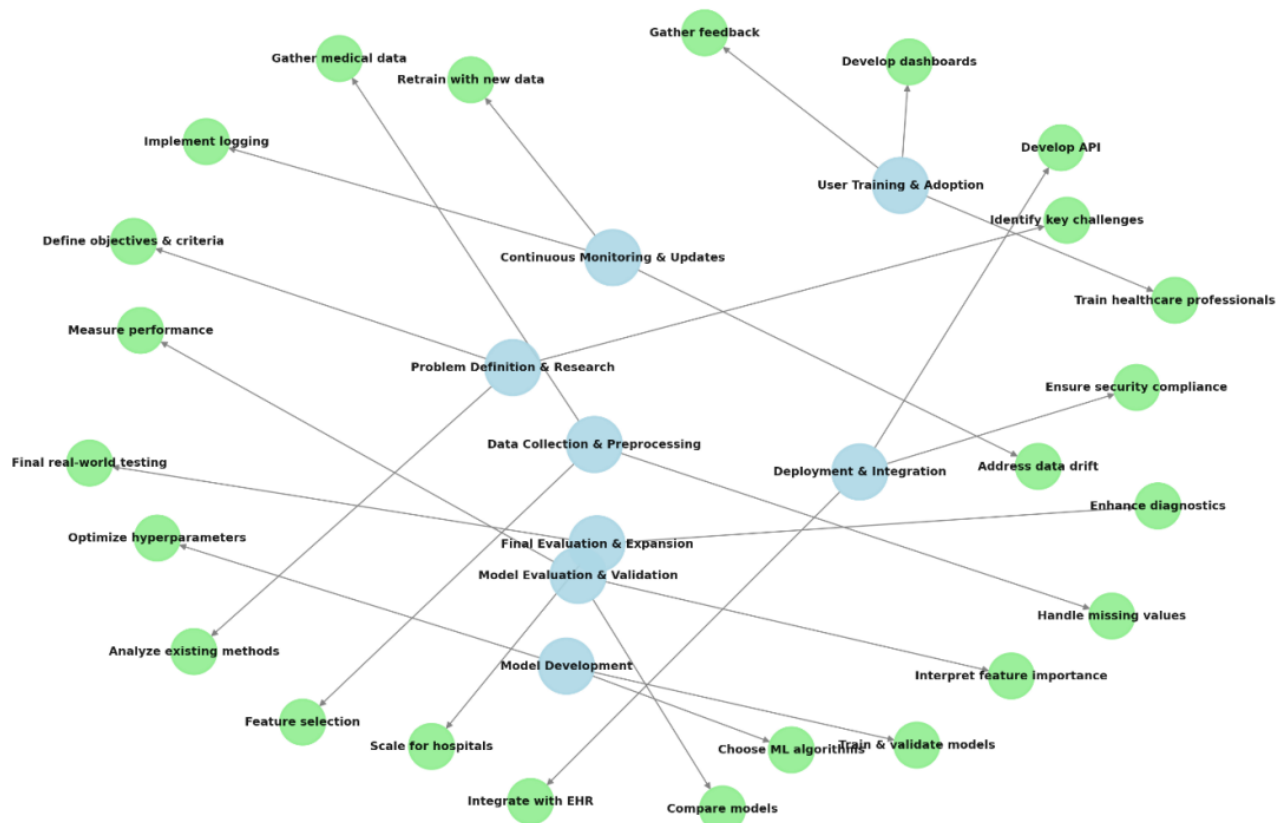 Gather feedback
Gather medical data
Develop dashboards
Retrain with new data
Implement logging
Develop API
User Training & Adoption
Identify key challenges
Define objectives & criteria
Continuous Monitoring & Updates
Train healthcare professionals
Measure performance
Problem Definition & Research
Ensure security compliance
Data Collection & Preprocessing
Final real-world testing
Deployment & Integration
Address data drift
Enhance diagnostics
Optimize hyperparameters
Final Evaluation & Expansion
Model Evaluation & Validation
Handle missing values
Analyze existing methods
Model Development
Interpret feature importance
Feature selection
Scale for hospitals
Choose ML algorithms
Train & validate models
Integrate with EHR
Compare models